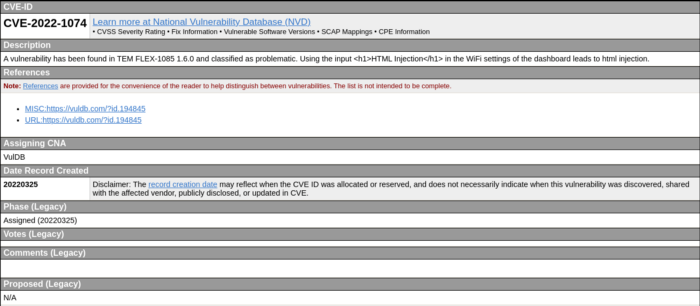 CVE-ID
CVE-2022-1074
Learn more at National Vulnerability Database (NVD)
• CVSS Severity Rating • Fix Information • Vulnerable Software Versions • SCAP Mappings • CPE Information
Description
A vulnerability has been found in TEM FLEX-1085 1.6.0 and classified as problematic. Using the input <h1>HTML Injection</h1> in the WiFi settings of the dashboard leads to html injection.
References
Note: References are provided for the convenience of the reader to help distinguish between vulnerabilities. The list is not intended to be complete.
• MISC:https://vuldb.com/?id.194845
• URL:https://vuldb.com/?id.194845
Assigning CNA
VulDB
Date Record Created
20220325
Disclaimer: The record creation date may reflect when the CVE ID was allocated or reserved, and does not necessarily indicate when this vulnerability was discovered, shared
with the affected vendor, publicly disclosed, or updated in CVE.
Phase (Legacy)
Assigned (20220325)
Votes (Legacy)
Comments (Legacy)
Proposed (Legacy)
N/A